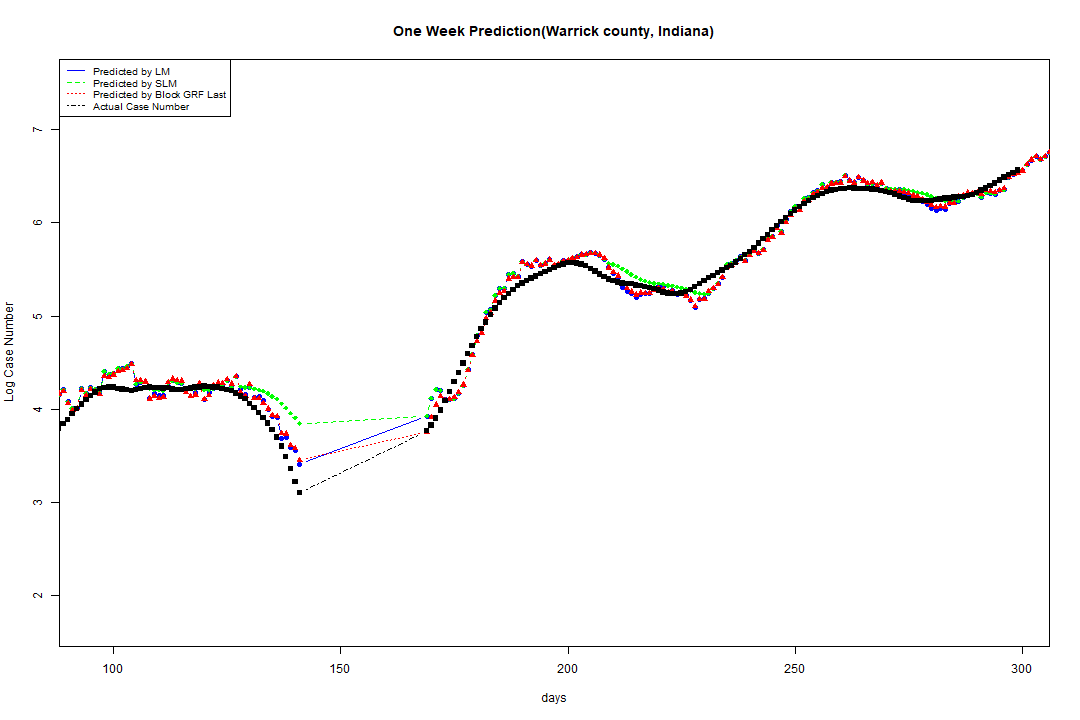 One Week Prediction(Warrick county, Indiana)
Predicted by LM
Predicted by SLM
Predicted by Block GRF Last
Actual Case Number
7
6
5
4
3
2
Log Case Number
100 150 200 250 300
days